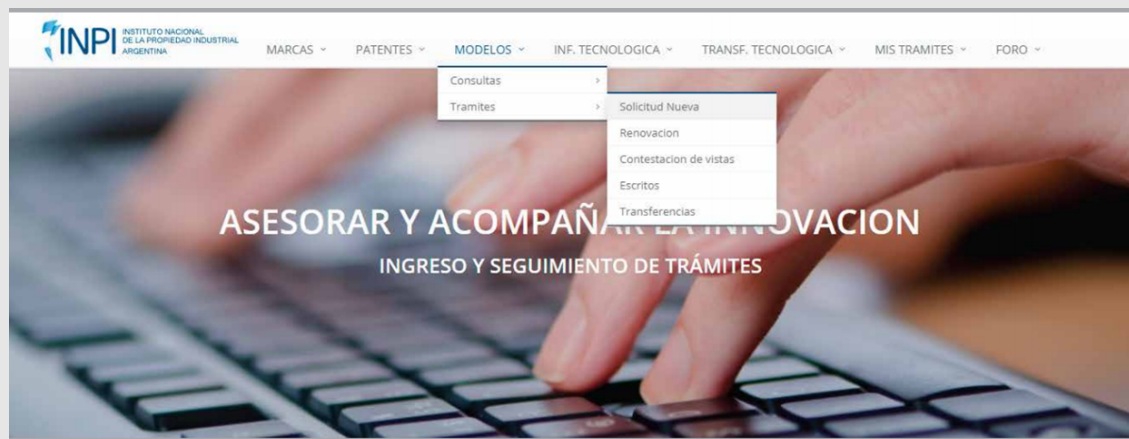 INPI
INSTITUTO NACIONAL
DE LA PROPIEDAD INDUSTRIAL
ARGENTINA
MARCAS PATENTES MODELOS INF. TECNOLOGICA TRANSF. TECNOLOGICA MIS TRAMITES FORO
Consultas
Tramites
Solicitud Nueva
Renovacion
Contestacion de vistas
Escritos
Transferencias
ASESORAR Y ACOMPAÑAR LA INNOVACION
INGRESO Y SEGUIMIENTO DE TRÁMITES